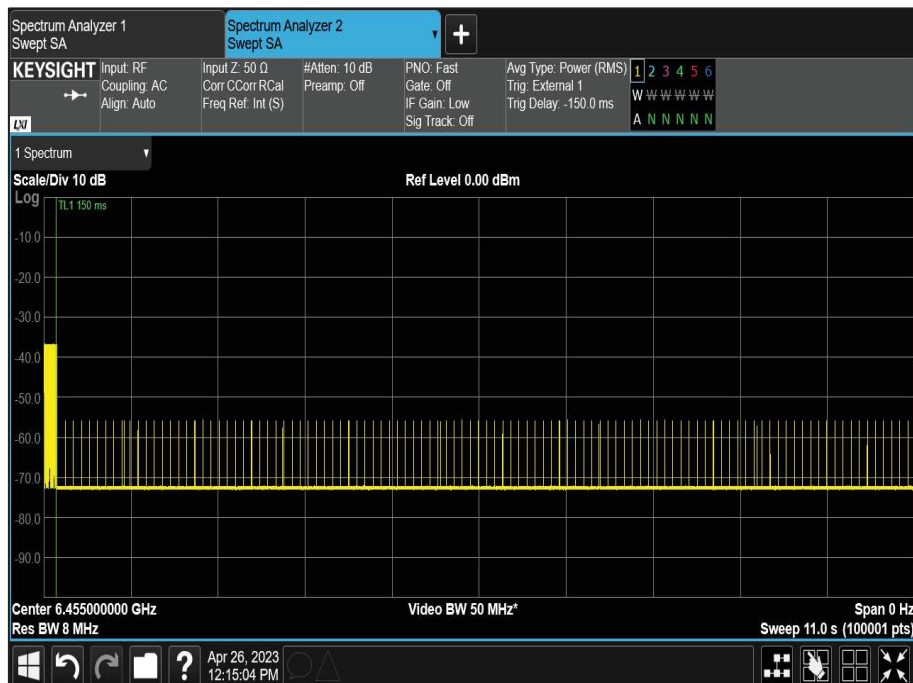 Spectrum Analyzer 1
Swept SA
Spectrum Analyzer 2
Swept SA
KEYSIGHT
LXI
Input: RF
Coupling: AC
Align: Auto
Input Z: 50 Ω
Corr CCorr RCal
Freq Ref: Int (S)
#Atten: 10 dB
Preamp: Off
PNO: Fast
Gate: Off
IF Gain: Low
Sig Track: Off
Avg Type: Power (RMS)
Trig: External 1
Trig Delay: -150.0 ms
1 2 3 4 5 6
W W W W W W
A N N N N N
1 Spectrum
Scale/Div 10 dB
Ref Level 0.00 dBm
Log
TL1 150 ms
-10.0
-20.0
-30.0
-40.0
-50.0
-60.0
-70.0
-80.0
-90.0
Center 6.455000000 GHz
Video BW 50 MHz*
Span 0 Hz
Res BW 8 MHz
Sweep 11.0 s (100001 pts)
?
Apr 26, 2023
12:15:04 PM